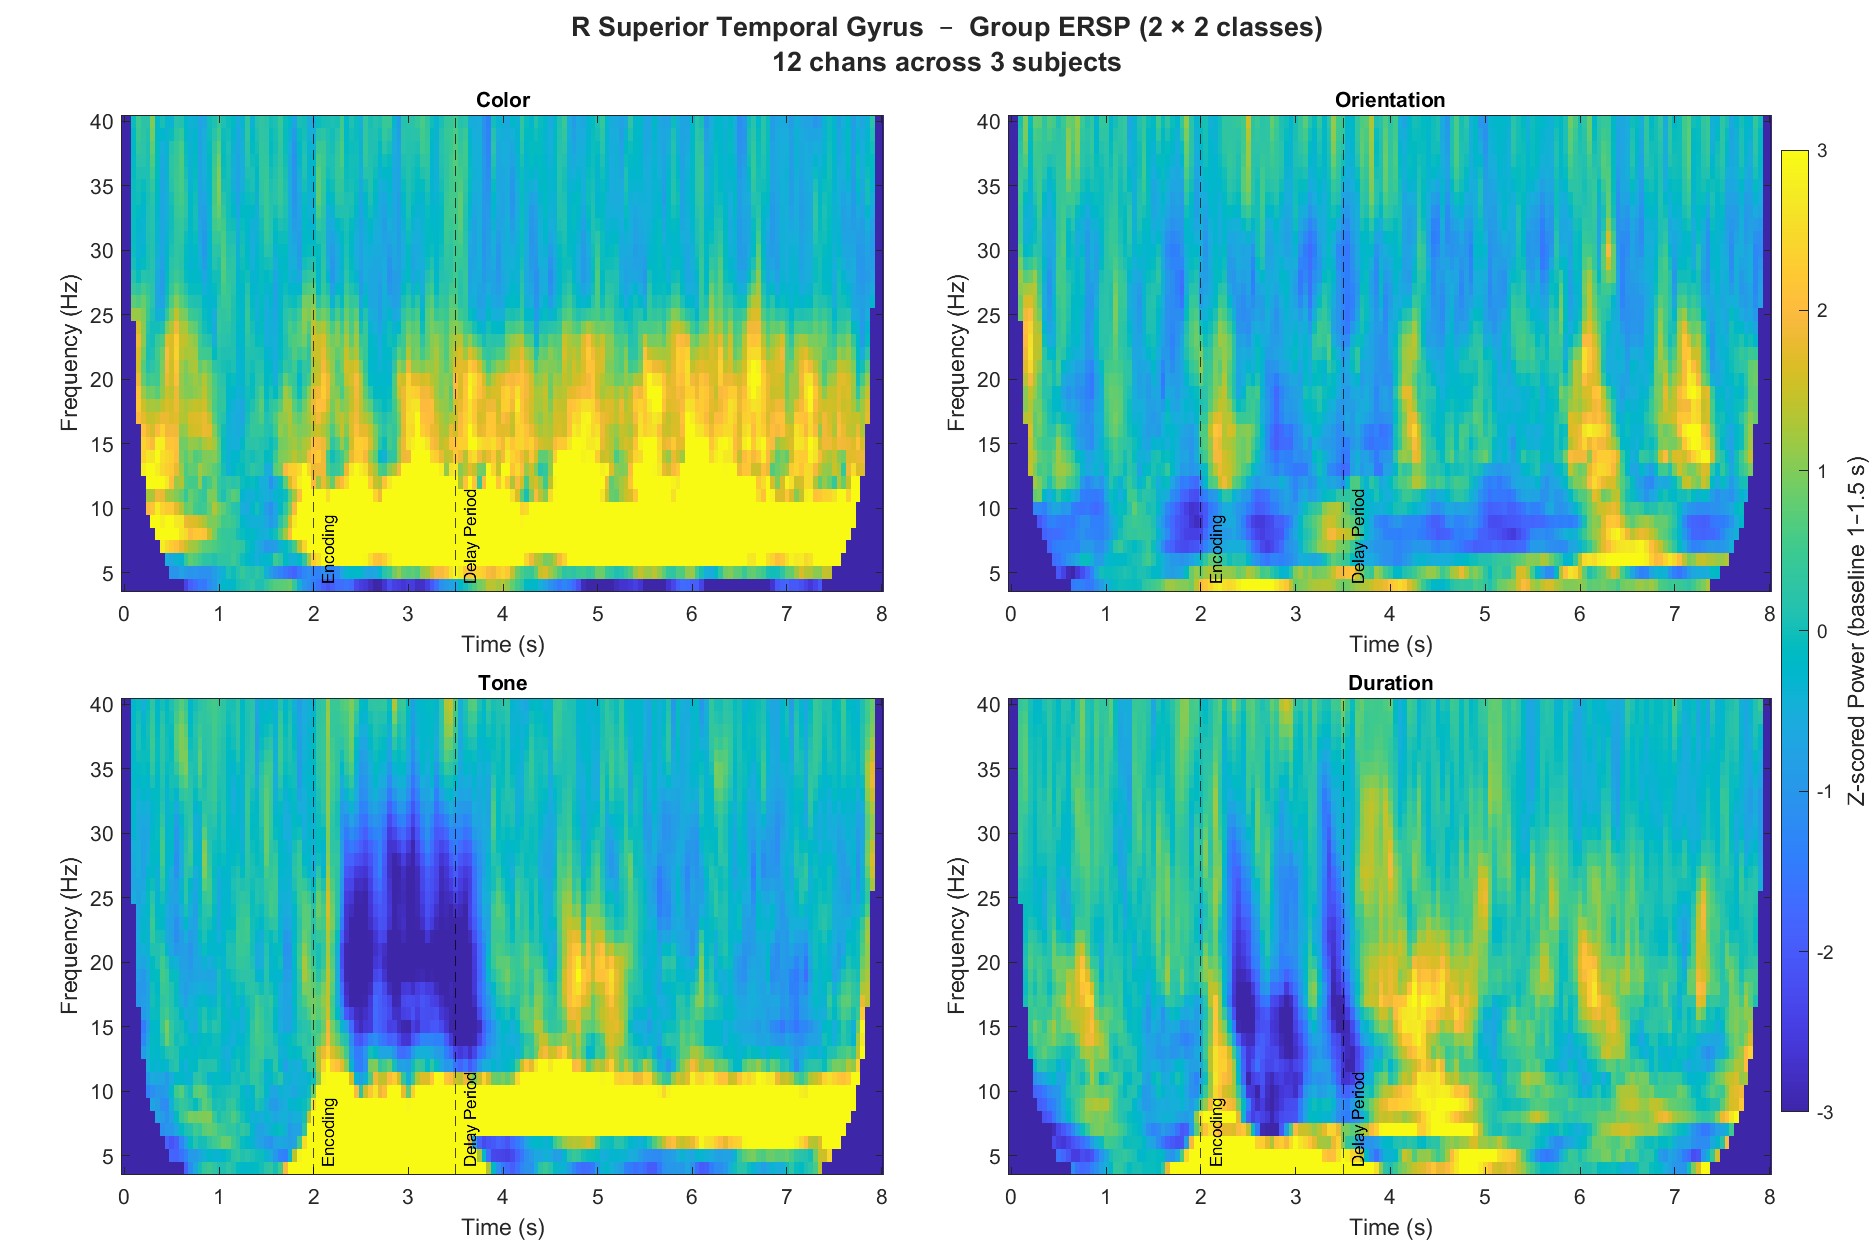 R Superior Temporal Gyrus – Group ERSP (2 × 2 classes)
12 chans across 3 subjects
Color
40
35
30
25
20
15
10
5
Frequency (Hz)
Encoding
Delay Period
0 1 2 3 4 5 6 7 8
Time (s)
Orientation
40
35
30
25
20
15
10
5
Frequency (Hz)
Encoding
Delay Period
0 1 2 3 4 5 6 7 8
Time (s)
Tone
40
35
30
25
20
15
10
5
Frequency (Hz)
Encoding
Delay Period
0 1 2 3 4 5 6 7 8
Time (s)
Duration
40
35
30
25
20
15
10
5
Frequency (Hz)
Encoding
Delay Period
0 1 2 3 4 5 6 7 8
Time (s)
3
2
1
0
-1
-2
-3
Z-scored Power (baseline 1–1.5 s)